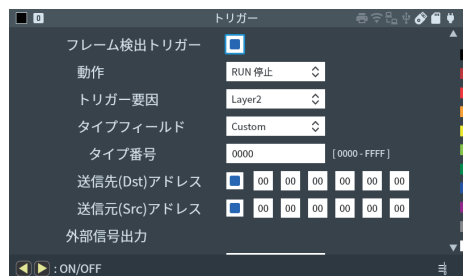 0 トリガー
フレーム検出トリガー
動作 RUN 停止
トリガー要因 Layer2
タイプフィールド Custom
タイプ番号 0000 [ 0000 - FFFF ]
送信先(Dst)アドレス 00 00 00 00 00 00
送信元(Src)アドレス 00 00 00 00 00 00
外部信号出力
: ON/OFF